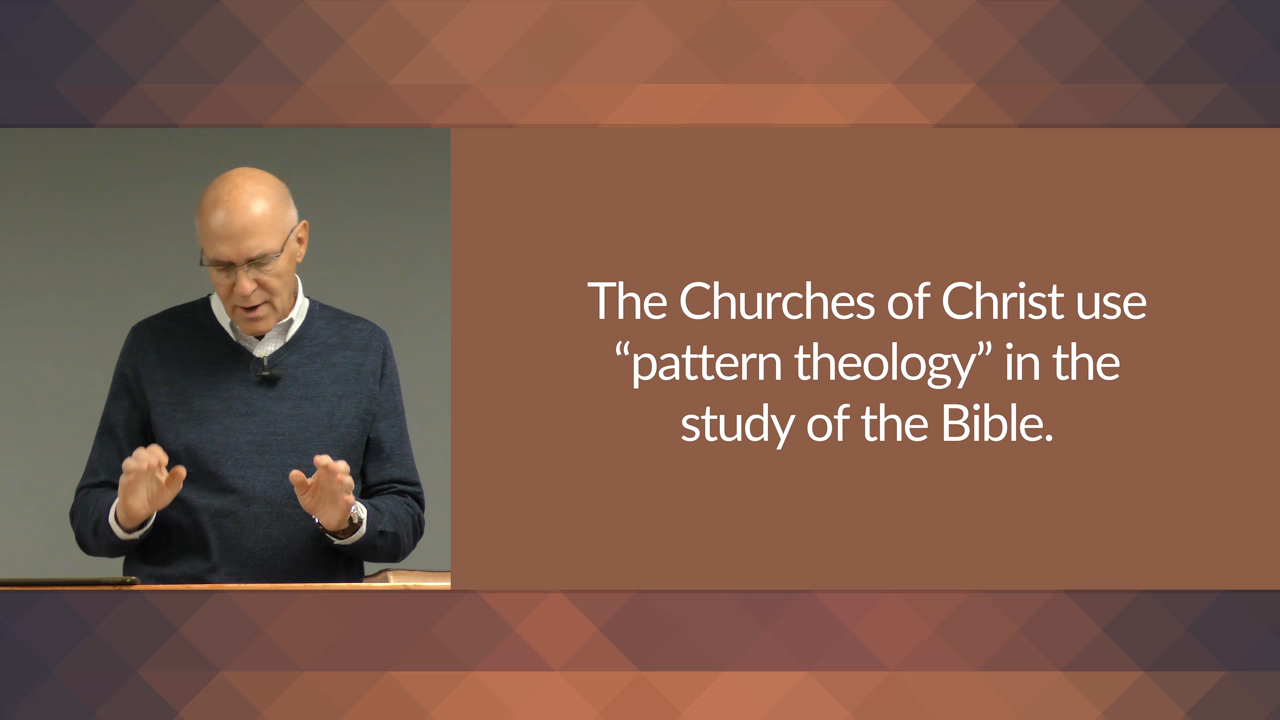 The Churches of Christ use
“pattern theology” in the
study of the Bible.